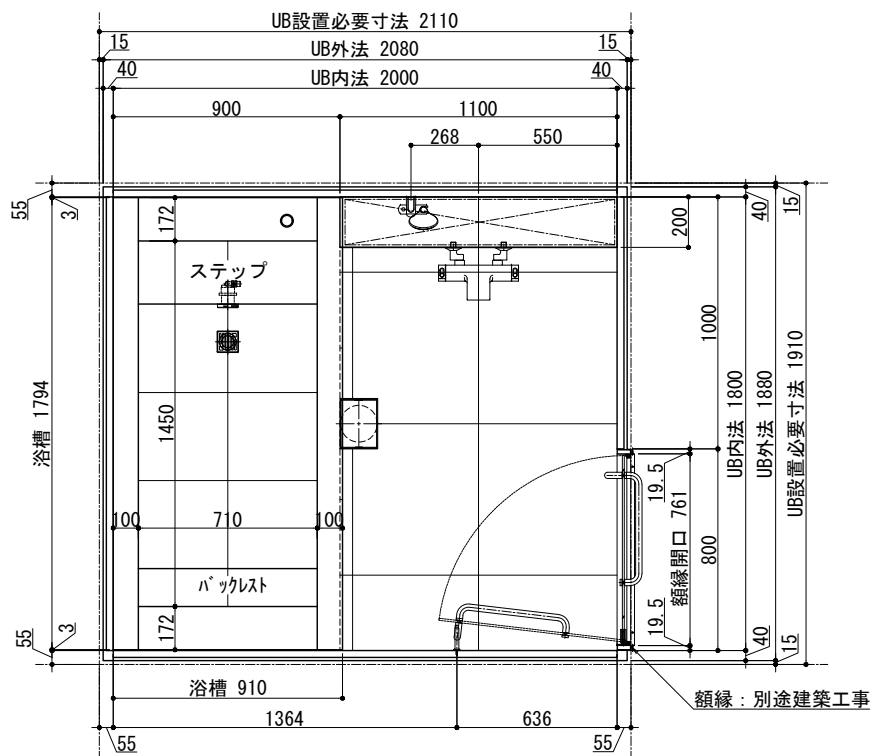 UB設置必要寸法 2110
15
UB外法 2080
15
40
UB内法 2000
40
900
1100
268
550
55
3
172
40
15
200
ステップ
1000
浴槽 1794
1450
UB内法 1800
UB外法 1880
UB設置必要寸法 1910
19.5
額縁開口 761
800
100
710
100
バックレスト
172
19.5
55
3
40
15
浴槽 910
額縁：別途建築工事
1364
636
55
55